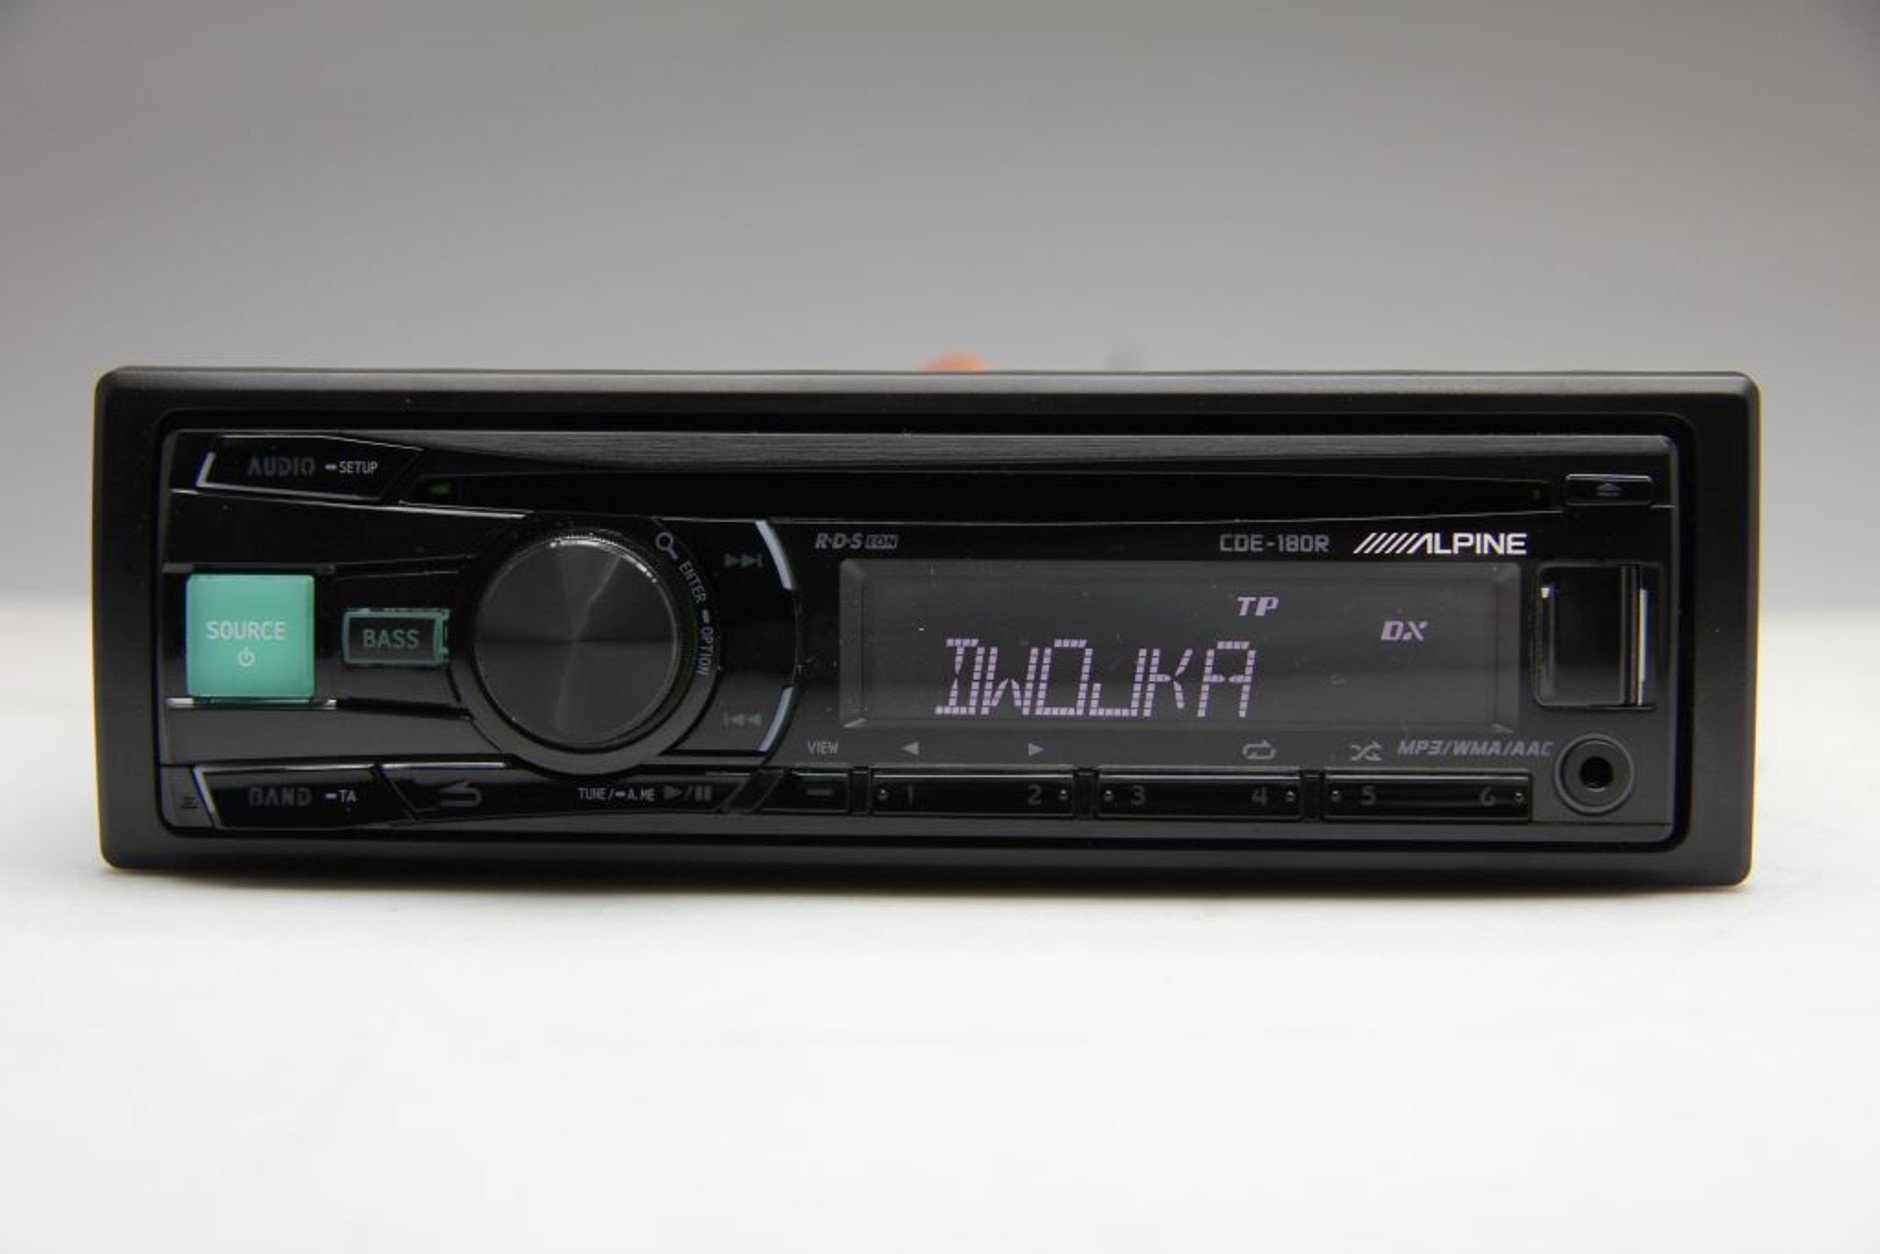 AUDIO SETUP
R·D·S EON
CDE-180R ALPINE
SOURCE
BASS
ENTER OPTION
TP
DX
DWOJKA
VIEW
MP3/WMA/AAC
BAND TA
TUNE/ A.ME
1 2 3 4 5 6